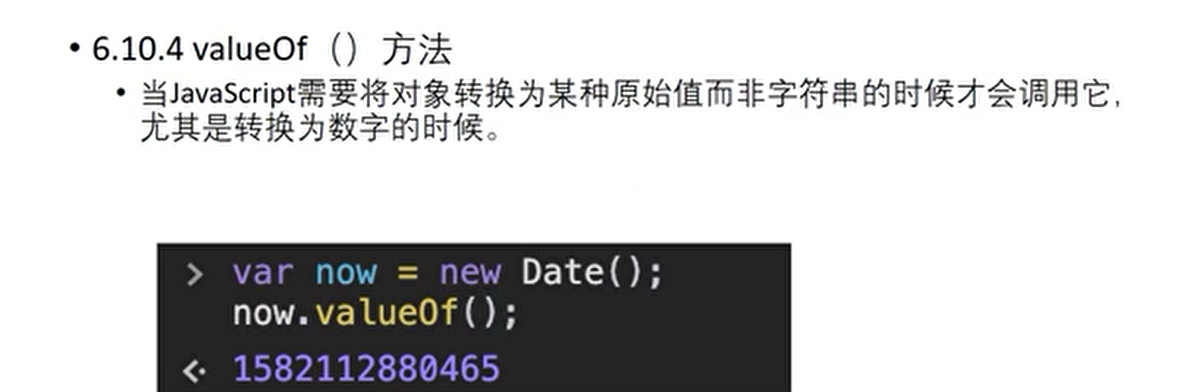 • 6.10.4 valueOf（）方法
• 当JavaScript需要将对象转换为某种原始值而非字符串的时候才会调用它，
尤其是转换为数字的时候。
> var now = new Date();
now.valueOf();
<· 1582112880465